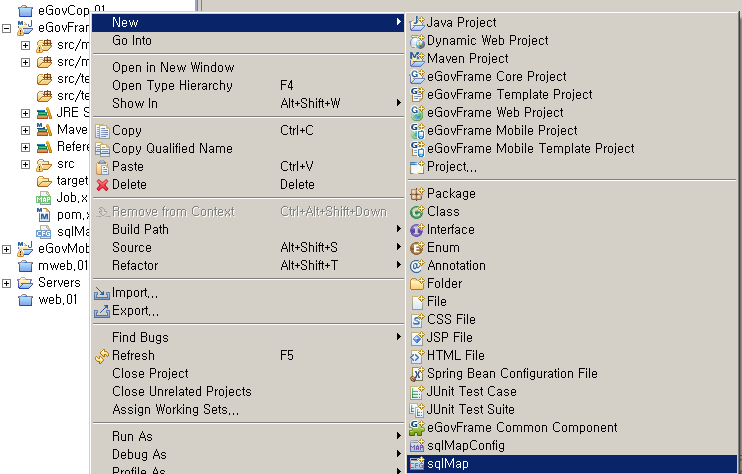 eGovCop.01
eGovFrar
src/m
src/m
src/te
src/te
JRE S
Mave
Refere
src
target
Job.x
pom.x
sqlMa
eGovMob
mweb.01
Servers
web.01
New
Go Into
Open in New Window
Open Type Hierarchy F4
Show In Alt+Shift+W
Copy Ctrl+C
Copy Qualified Name
Paste Ctrl+V
Delete Delete
Remove from Context Ctrl+Alt+Shift+Down
Build Path
Source Alt+Shift+S
Refactor Alt+Shift+T
Import...
Export...
Find Bugs
Refresh F5
Close Project
Close Unrelated Projects
Assign Working Sets...
Run As
Debug As
Profile As
Java Project
Dynamic Web Project
Maven Project
eGovFrame Core Project
eGovFrame Template Project
eGovFrame Web Project
eGovFrame Mobile Project
eGovFrame Mobile Template Project
Project...
Package
Class
Interface
Enum
Annotation
Folder
File
CSS File
JSP File
HTML File
Spring Bean Configuration File
JUnit Test Case
JUnit Test Suite
eGovFrame Common Component
sqlMapConfig
sqlMap